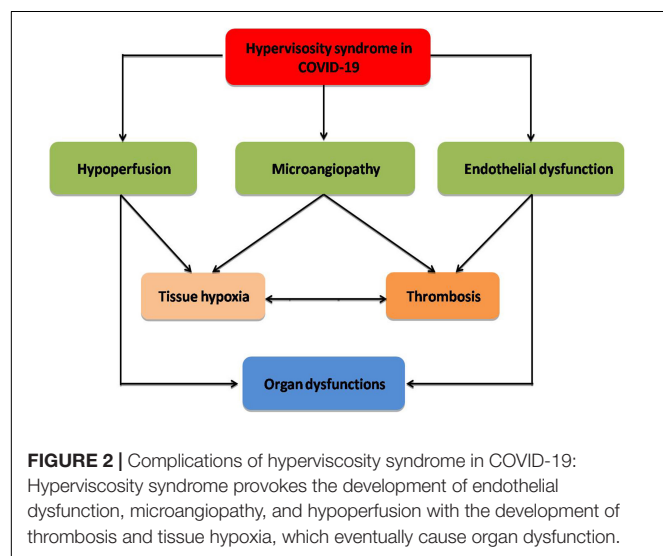 Hypervisosity syndrome in
COVID-19
Hypoperfusion
Microangiopathy
Endothelial dysfunction
Tissue hypoxia
Thrombosis
Organ dysfunctions
FIGURE 2 | Complications of hyperviscosity syndrome in COVID-19:
Hyperviscosity syndrome provokes the development of endothelial
dysfunction, microangiopathy, and hypoperfusion with the development of
thrombosis and tissue hypoxia, which eventually cause organ dysfunction.